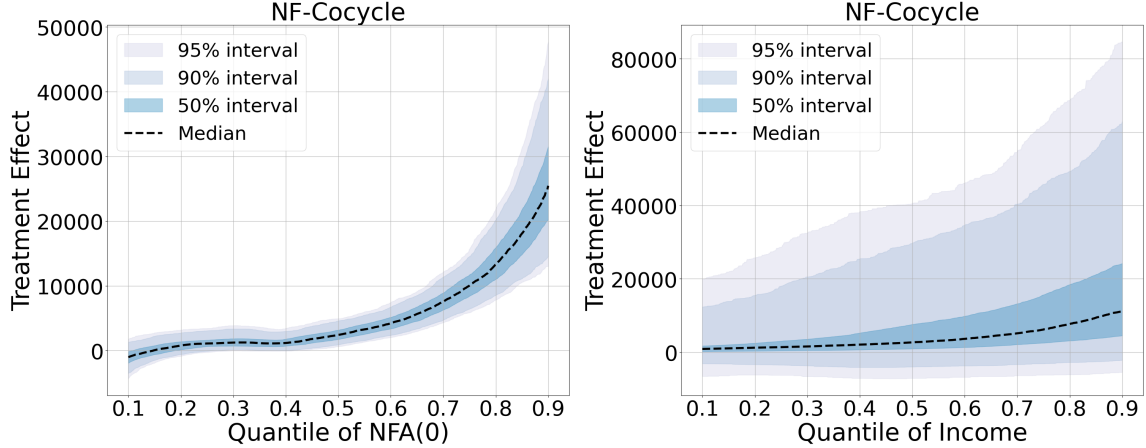 NF-Cocycle
50000
40000
30000
20000
10000
0
Treatment Effect
95% interval
90% interval
50% interval
Median
0.1 0.2 0.3 0.4 0.5 0.6 0.7 0.8 0.9
Quantile of NFA(0)
NF-Cocycle
80000
60000
40000
20000
0
Treatment Effect
95% interval
90% interval
50% interval
Median
0.1 0.2 0.3 0.4 0.5 0.6 0.7 0.8 0.9
Quantile of Income